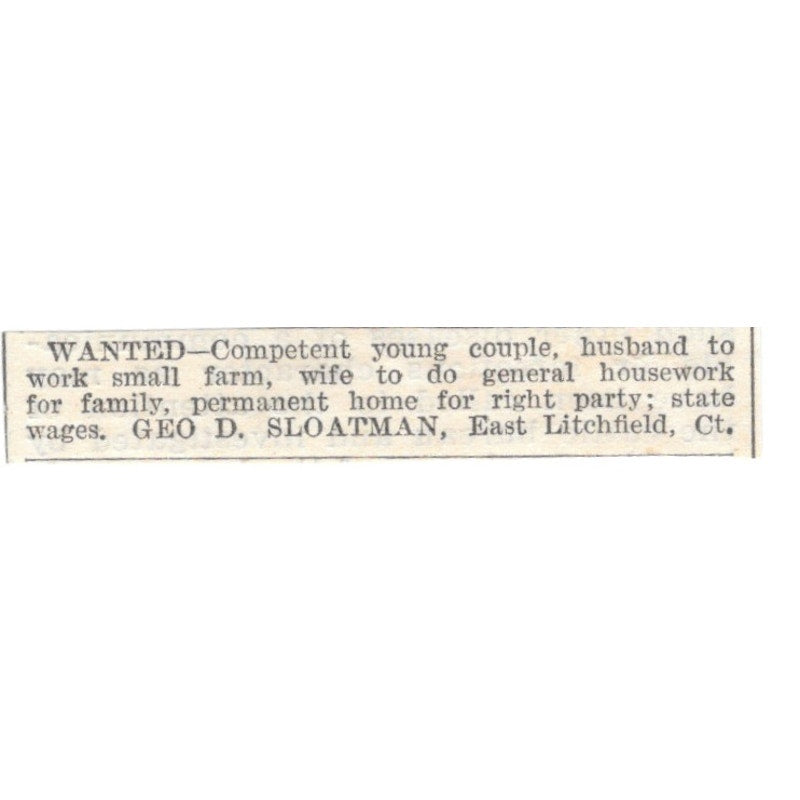 WANTED—Competent young couple, husband to
work small farm, wife to do general housework
for family, permanent home for right party; state
wages. GEO D. SLOATMAN, East Litchfield, Ct.